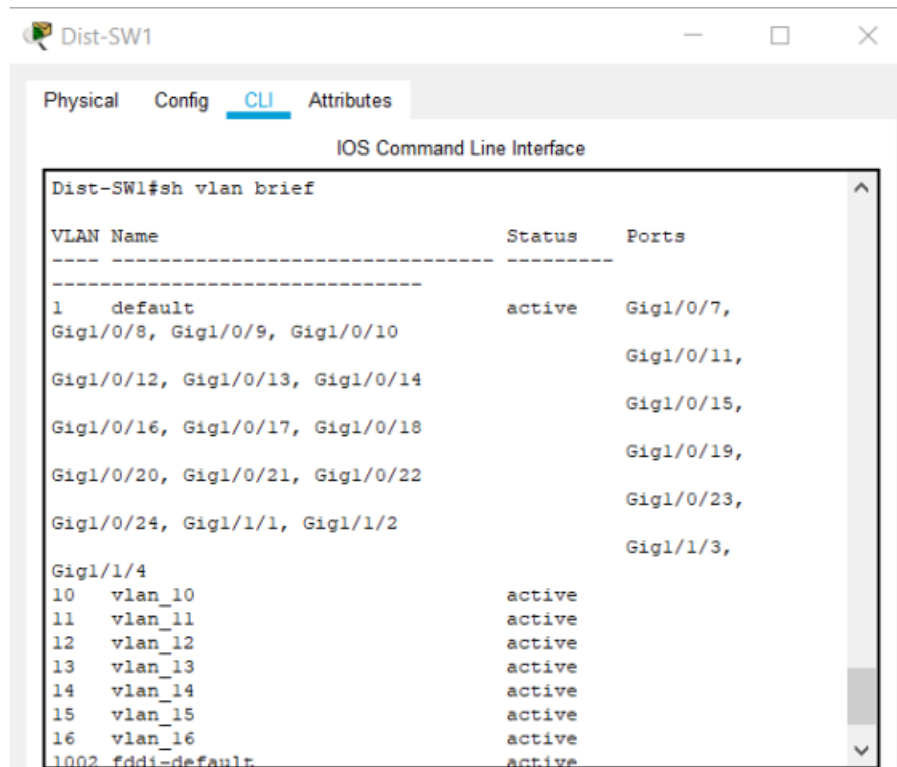 Dist-SW1
Physical Config CLI Attributes
IOS Command Line Interface
Dist-SW1#sh vlan brief
VLAN Name                             Status    Ports
---- -------------------------------- --------- -------------------------------
1    default                          active    Gig1/0/7,
Gig1/0/8, Gig1/0/9, Gig1/0/10
                                                Gig1/0/11,
Gig1/0/12, Gig1/0/13, Gig1/0/14
                                                Gig1/0/15,
Gig1/0/16, Gig1/0/17, Gig1/0/18
                                                Gig1/0/19,
Gig1/0/20, Gig1/0/21, Gig1/0/22
                                                Gig1/0/23,
Gig1/0/24, Gig1/1/1, Gig1/1/2
                                                Gig1/1/3,
Gig1/1/4
10   vlan_10                          active
11   vlan_11                          active
12   vlan_12                          active
13   vlan_13                          active
14   vlan_14                          active
15   vlan_15                          active
16   vlan_16                          active
1002 fddi-default                     active